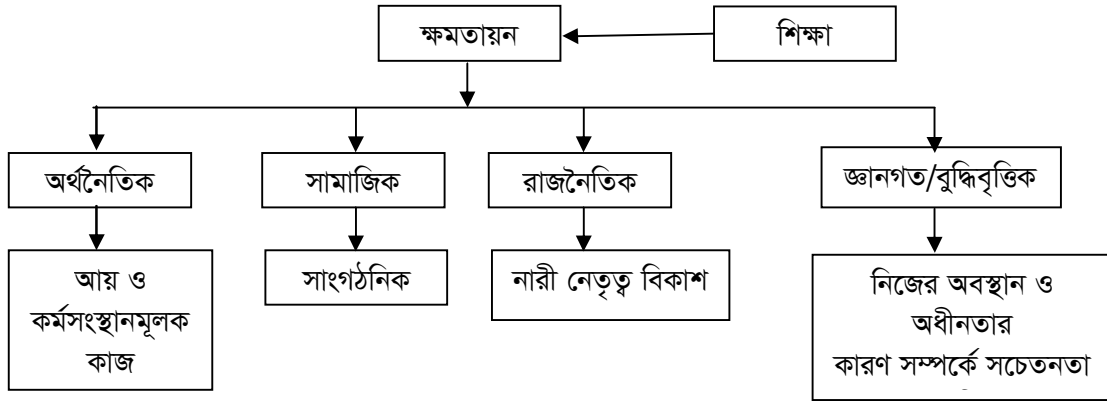 ক্ষমতায়ন
শিক্ষা
অর্থনৈতিক
সামাজিক
রাজনৈতিক
জ্ঞানগত/বুদ্ধিবৃত্তিক
আয় ও
কর্মসংস্থানমূলক
কাজ
সাংগঠনিক
নারী নেতৃত্ব বিকাশ
নিজের অবস্থান ও
অধীনতার
কারণ সম্পর্কে সচেতনতা